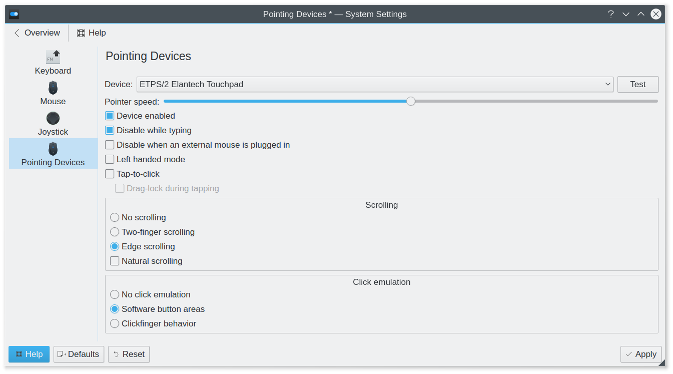 Pointing Devices * — System Settings
Overview
Help
Keyboard
Mouse
Joystick
Pointing Devices
Pointing Devices
Device: ETPS/2 Elantech Touchpad Test
Pointer speed:
Device enabled
Disable while typing
Disable when an external mouse is plugged in
Left handed mode
Tap-to-click
Drag-lock during tapping
Scrolling
No scrolling
Two-finger scrolling
Edge scrolling
Natural scrolling
Click emulation
No click emulation
Software button areas
Clickfinger behavior
Help Defaults Reset Apply